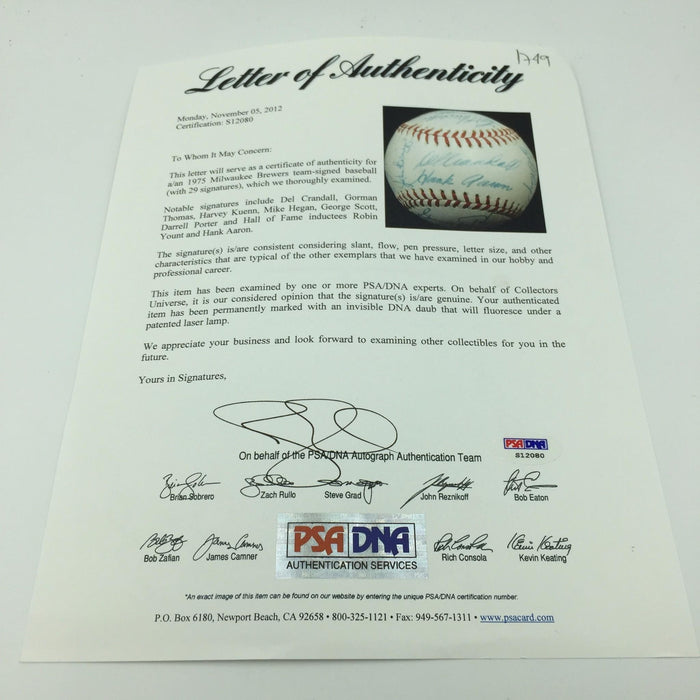 1749
Letter of Authenticity
Monday, November 05, 2012
Certification: S12080
To Whom It May Concern:
This letter will serve as a certificate of authenticity for
a/an 1975 Milwaukee Brewers team-signed baseball
(with 29 signatures), which we thoroughly examined.
Notable signatures include Del Crandall, Gorman
Thomas, Harvey Kuenn, Mike Hegan, George Scott,
Darrell Porter and Hall of Fame inductees Robin
Yount and Hank Aaron.
Del Crandall
Hank Aaron
The signature(s) is/are consistent considering slant, flow, pen pressure, letter size, and other
characteristics that are typical of the other exemplars that we have examined in our hobby and
professional career.
This item has been examined by one or more PSA/DNA experts. On behalf of Collectors
Universe, it is our considered opinion that the signature(s) is/are genuine. Your authenticated
item has been permanently marked with an invisible DNA daub that will fluoresce under a
patented laser lamp.
We appreciate your business and look forward to examining other collectibles for you in the
future.
Yours in Signatures,
On behalf of the PSA/DNA Autograph Authentication Team
PSA DNA
S12080
Brian Sobrero Zach Rullo Steve Grad John Reznikoff Bob Eaton
James Camner Rich Consola Kevin Keating
Bob Zafian James Camner Rich Consola Kevin Keating
PSA DNA
AUTHENTICATION SERVICES
*An exact image of this item can be found on our website by entering the unique PSA/DNA certification number.
P.O. Box 6180, Newport Beach, CA 92658 • 800-325-1121 • Fax: 949-567-1311 • www.psacard.com